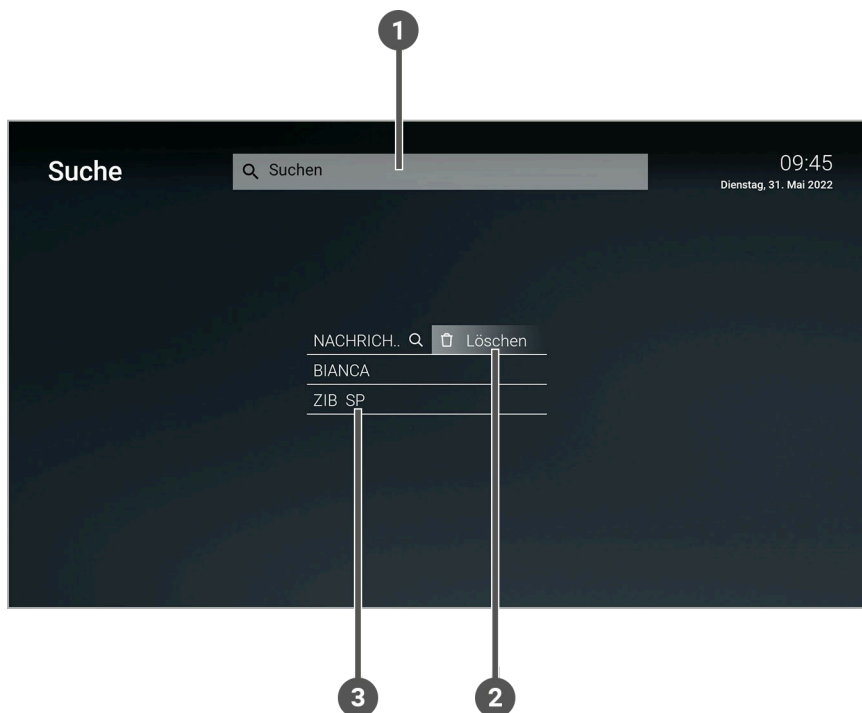 1
Suche
Suchen
09:45
Dienstag, 31. Mai 2022
NACHRICH.. Löschen
BIANCA
ZIB SP
3 2